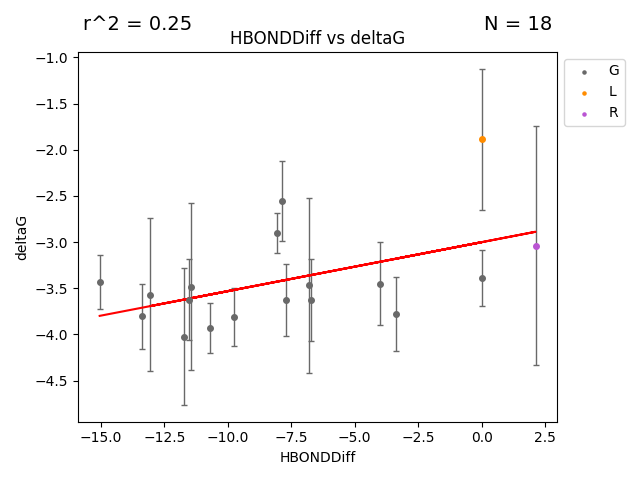 r^2 = 0.25
N = 18
HBONDDiff vs deltaG
G
L
R
deltaG
−1.0
−1.5
−2.0
−2.5
−3.0
−3.5
−4.0
−4.5
−15.0 −12.5 −10.0 −7.5 −5.0 −2.5 0.0 2.5
HBONDDiff